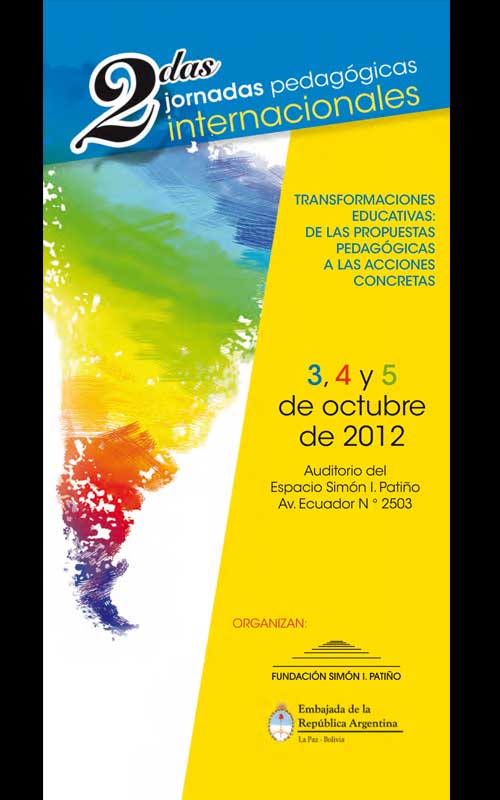 2das
jornadas pedagógicas
internacionales
TRANSFORMACIONES
EDUCATIVAS:
DE LAS PROPUESTAS
PEDAGÓGICAS
A LAS ACCIONES
CONCRETAS
3, 4 y 5
de octubre
de 2012
Auditorio del
Espacio Simón I. Patiño
Av. Ecuador N ° 2503
ORGANIZAN:
FUNDACIÓN SIMÓN I. PATIÑO
Embajada de la
República Argentina
La Paz - Bolivia